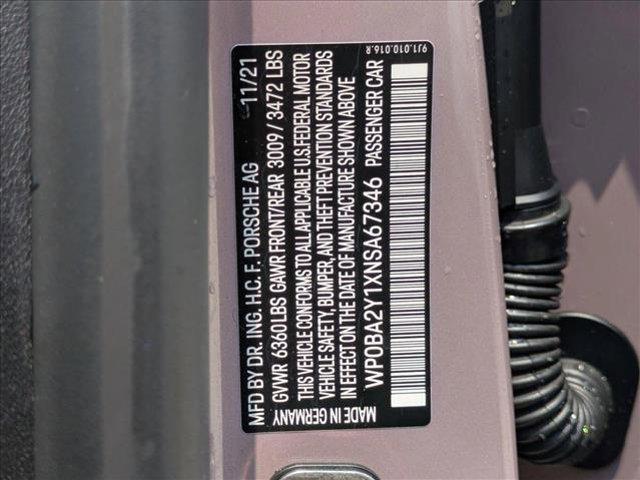 9J1.010.016.R
MFD BY DR. ING. H.C. F. PORSCHE AG 11/21
GVWR 6360LBS GAWR FRONT/REAR 3009 / 3472 LBS
THIS VEHICLE CONFORMS TO ALL APPLICABLE U.S.FEDERAL MOTOR
VEHICLE SAFETY, BUMPER, AND THEFT PREVENTION STANDARDS
IN EFFECT ON THE DATE OF MANUFACTURE SHOWN ABOVE
WP0BA2Y1XNSA67346 PASSENGER CAR
MADE IN GERMANY